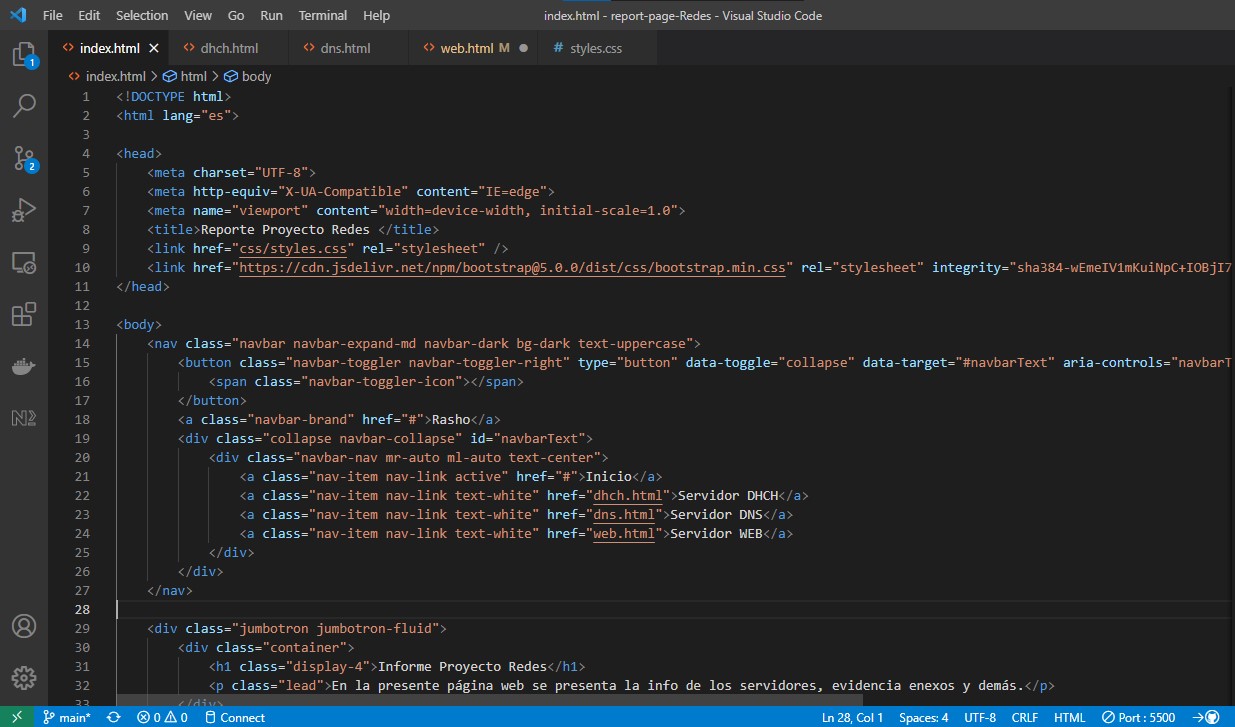 File Edit Selection View Go Run Terminal Help index.html - report-page-Redes - Visual Studio Code
<> index.html × <> dhch.html <> dns.html <> web.html M ● # styles.css
<> index.html > html > body
1 <!DOCTYPE html>
2 <html lang="es">
3
4 <head>
5 <meta charset="UTF-8">
6 <meta http-equiv="X-UA-Compatible" content="IE=edge">
7 <meta name="viewport" content="width=device-width, initial-scale=1.0">
8 <title>Reporte Proyecto Redes </title>
9 <link href="css/styles.css" rel="stylesheet" />
10 <link href="https://cdn.jsdelivr.net/npm/bootstrap@5.0.0/dist/css/bootstrap.min.css" rel="stylesheet" integrity="sha384-wEmeIV1mKuiNpC+IOBjI7
11 </head>
12
13 <body>
14 <nav class="navbar navbar-expand-md navbar-dark bg-dark text-uppercase">
15 <button class="navbar-toggler navbar-toggler-right" type="button" data-toggle="collapse" data-target="#navbarText" aria-controls="navbarT
16 <span class="navbar-toggler-icon"></span>
17 </button>
18 <a class="navbar-brand" href="#">Rasho</a>
19 <div class="collapse navbar-collapse" id="navbarText">
20 <div class="navbar-nav mr-auto ml-auto text-center">
21 <a class="nav-item nav-link active" href="#">Inicio</a>
22 <a class="nav-item nav-link text-white" href="dhch.html">Servidor DHCH</a>
23 <a class="nav-item nav-link text-white" href="dns.html">Servidor DNS</a>
24 <a class="nav-item nav-link text-white" href="web.html">Servidor WEB</a>
25 </div>
26 </div>
27 </nav>
28
29 <div class="jumbotron jumbotron-fluid">
30 <div class="container">
31 <h1 class="display-4">Informe Proyecto Redes</h1>
32 <p class="lead">En la presente página web se presenta la info de los servidores, evidencia enexos y demás.</p>
33 </div>
1
2
N2
main* 0 0 Connect Ln 28, Col 1 Spaces: 4 UTF-8 CRLF HTML Port : 5500